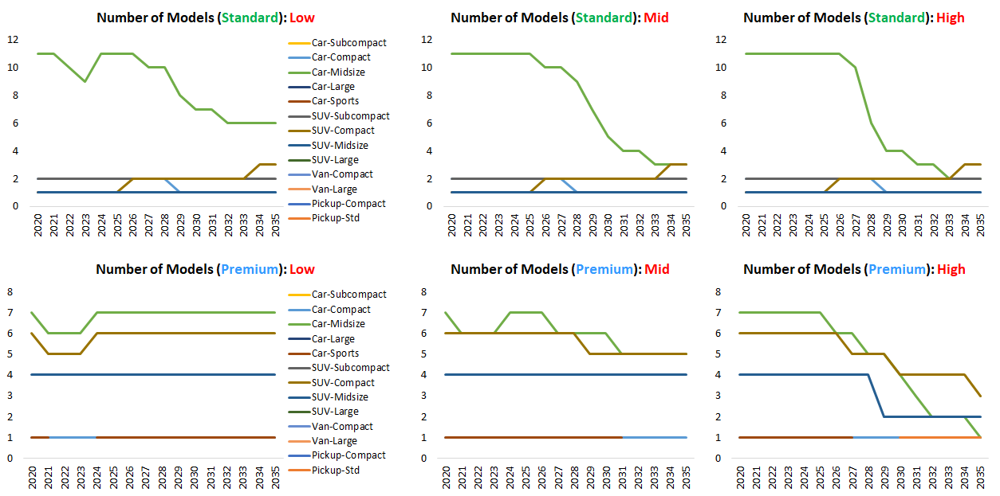 Number of Models (Standard): Low
12
10
8
6
4
2
0
2020 2021 2022 2023 2024 2025 2026 2027 2028 2029 2030 2031 2032 2033 2034 2035
Car-Subcompact
Car-Compact
Car-Midsize
Car-Large
Car-Sports
SUV-Subcompact
SUV-Compact
SUV-Midsize
SUV-Large
Van-Compact
Van-Large
Pickup-Compact
Pickup-Std
Number of Models (Standard): Mid
12
10
8
6
4
2
0
2020 2021 2022 2023 2024 2025 2026 2027 2028 2029 2030 2031 2032 2033 2034 2035
Number of Models (Standard): High
12
10
8
6
4
2
0
2020 2021 2022 2023 2024 2025 2026 2027 2028 2029 2030 2031 2032 2033 2034 2035
Number of Models (Premium): Low
8
7
6
5
4
3
2
1
0
2020 2021 2022 2023 2024 2025 2026 2027 2028 2029 2030 2031 2032 2033 2034 2035
Car-Subcompact
Car-Compact
Car-Midsize
Car-Large
Car-Sports
SUV-Subcompact
SUV-Compact
SUV-Midsize
SUV-Large
Van-Compact
Van-Large
Pickup-Compact
Pickup-Std
Number of Models (Premium): Mid
8
7
6
5
4
3
2
1
0
2020 2021 2022 2023 2024 2025 2026 2027 2028 2029 2030 2031 2032 2033 2034 2035
Number of Models (Premium): High
8
7
6
5
4
3
2
1
0
2020 2021 2022 2023 2024 2025 2026 2027 2028 2029 2030 2031 2032 2033 2034 2035